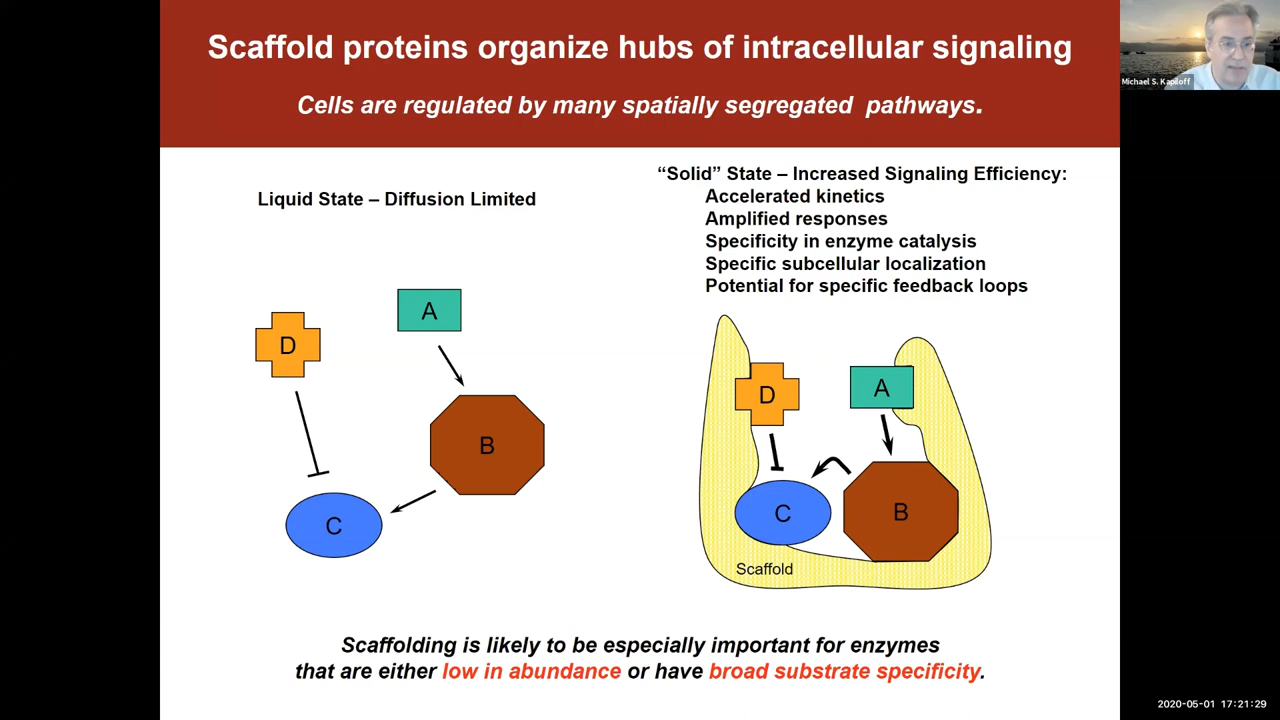 Scaffold proteins organize hubs of intracellular signaling
Cells are regulated by many spatially segregated pathways.
Michael S. Kapiloff
Liquid State – Diffusion Limited
“Solid” State – Increased Signaling Efficiency:
Accelerated kinetics
Amplified responses
Specificity in enzyme catalysis
Specific subcellular localization
Potential for specific feedback loops
D
A
B
C
D
A
C
B
Scaffold
Scaffolding is likely to be especially important for enzymes
that are either low in abundance or have broad substrate specificity.
2020-05-01 17:21:29